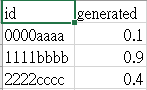 id generated
0000aaaa 0.1
1111bbbb 0.9
2222cccc 0.4